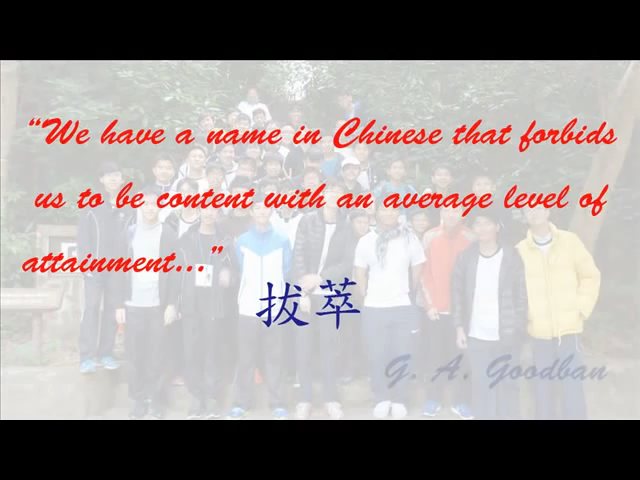 “We have a name in Chinese that forbids
us to be content with an average level of
attainment...”
拔萃
G. A. Goodban